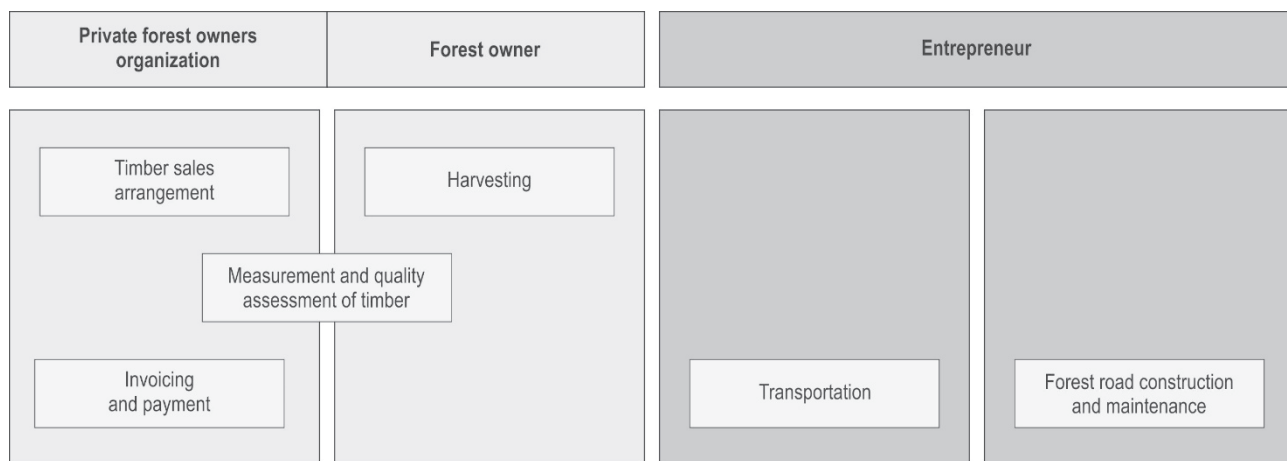 Private forest owners
organization
Forest owner
Entrepreneur
Timber sales
arrangement
Harvesting
Measurement and quality
assessment of timber
Invoicing
and payment
Transportation
Forest road construction
and maintenance